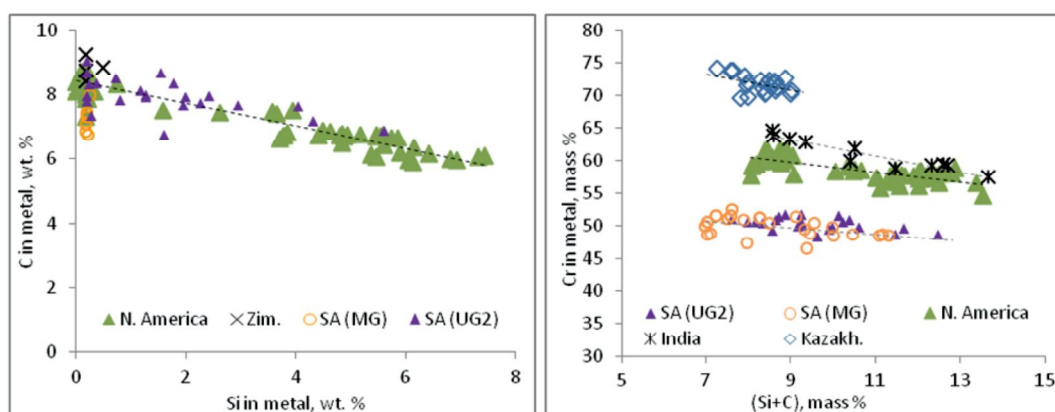 10
8
6
4
2
0
C in metal, wt. %
N. America Zim. SA (MG) SA (UG2)
0 2 4 6 8
Si in metal, wt. %
80
75
70
65
60
55
50
45
40
35
30
Cr in metal, mass %
SA (UG2) SA (MG) N. America
India Kazakh.
5 7 9 11 13 15
(Si+C), mass %